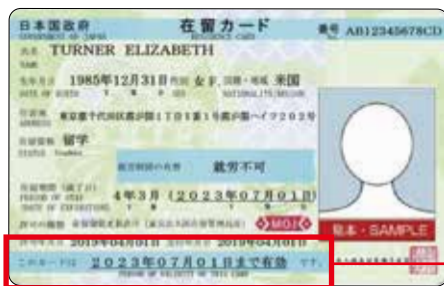 日本国政府 在留カード 番号 AB12345678CD
GOVERNMENT OF JAPAN RESIDENCE CARD
氏名 TURNER ELIZABETH
NAME
生年月日 1985年12月31日 性別 女 F. 国籍・地域 米国
DATE OF BIRTH Y M D SEX NATIONALITY/REGION
住居地 東京都千代田区霞が関1丁目1番1号霞が関ハイツ202号
ADDRESS
在留資格 留学
STATUS Student
就労制限の有無 就労不可
在留期間(満了日) 4年3月(2023年07月01日)
PERIOD OF STAY
(DATE OF EXPIRATION) Y M Y M D
許可の種類 MOJ
見本・SAMPLE
許可年月日 2019年04月01日 交付年月日 2019年04月01日
このカードは 2023年07月01日まで有効 です。
PERIOD OF VALIDITY OF THIS CARD